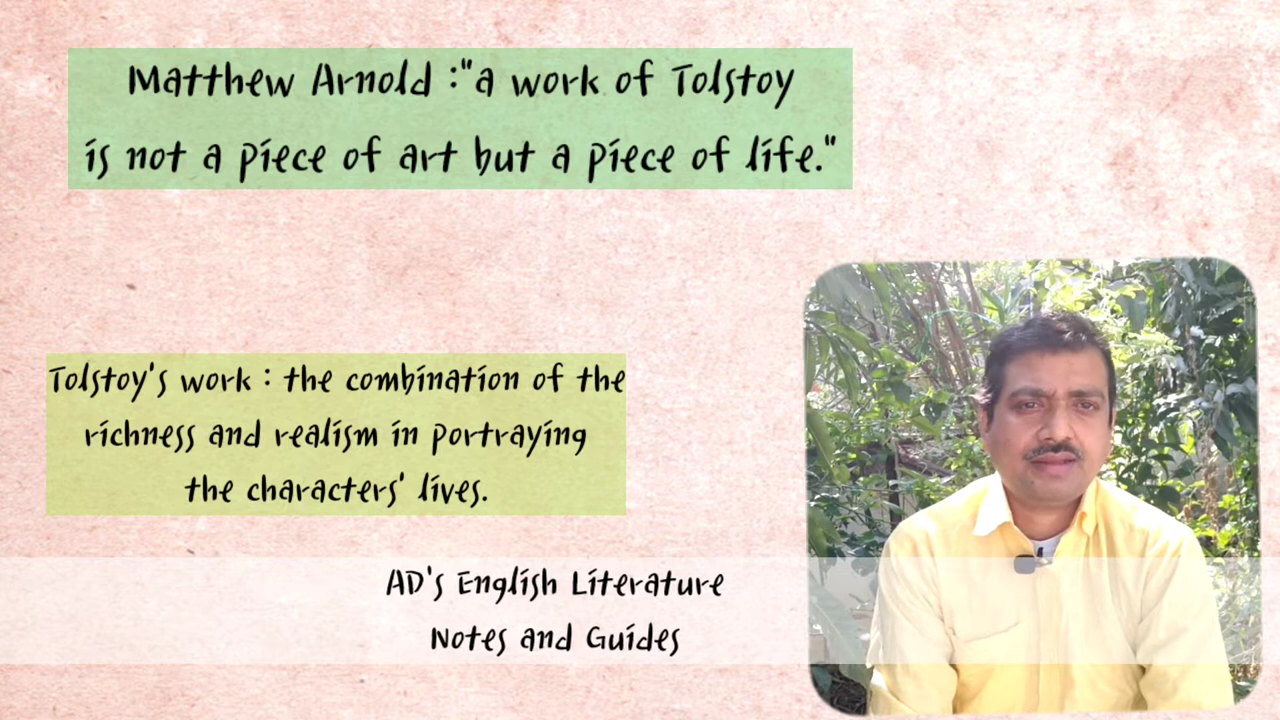 Matthew Arnold :"a work of Tolstoy
is not a piece of art but a piece of life."
Tolstoy's work : the combination of the
richness and realism in portraying
the characters' lives.
AD's English Literature
Notes and Guides